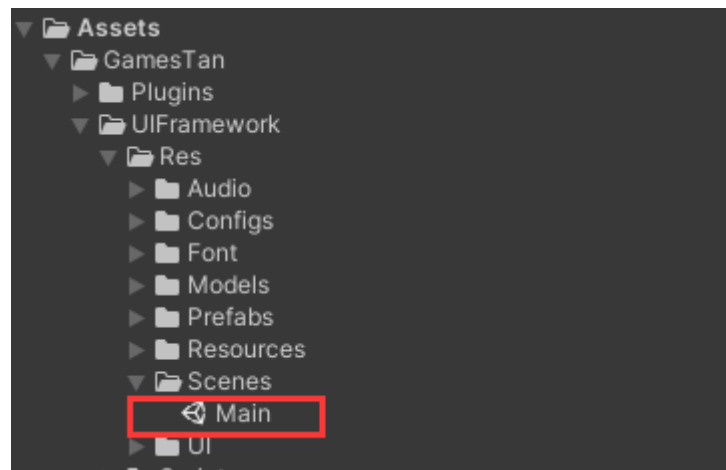 Assets
GamesTan
Plugins
UIFramework
Res
Audio
Configs
Font
Models
Prefabs
Resources
Scenes
Main
UI